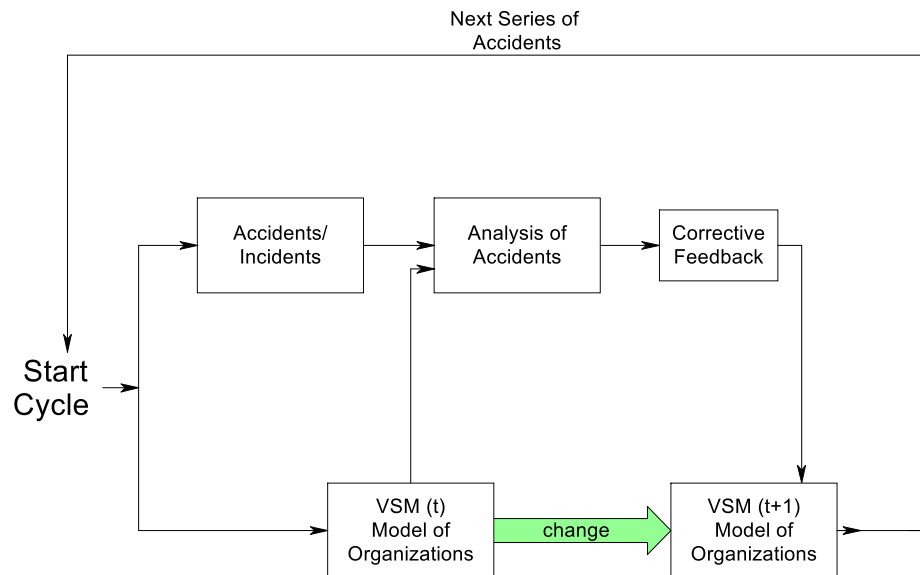 Next Series of
Accidents
Accidents/
Incidents
Analysis of
Accidents
Corrective
Feedback
Start
Cycle
VSM (t)
Model of
Organizations
change
VSM (t+1)
Model of
Organizations